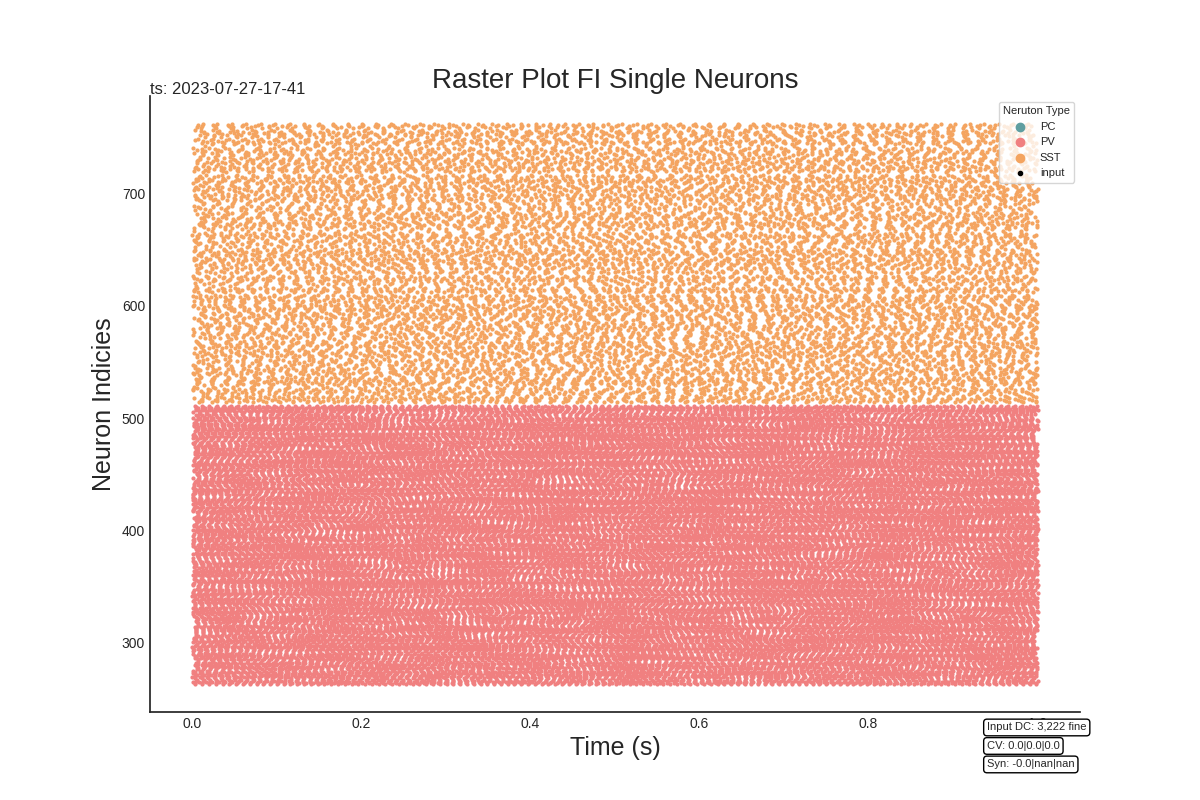 Raster Plot FI Single Neurons
ts: 2023-07-27-17-41
Neruton Type
PC
PV
SST
input
Neuron Indicies
700
600
500
400
300
0.0 0.2 0.4 0.6 0.8
Time (s)
Input DC: 3,222 fine
CV: 0.0|0.0|0.0
Syn: -0.0|nan|nan